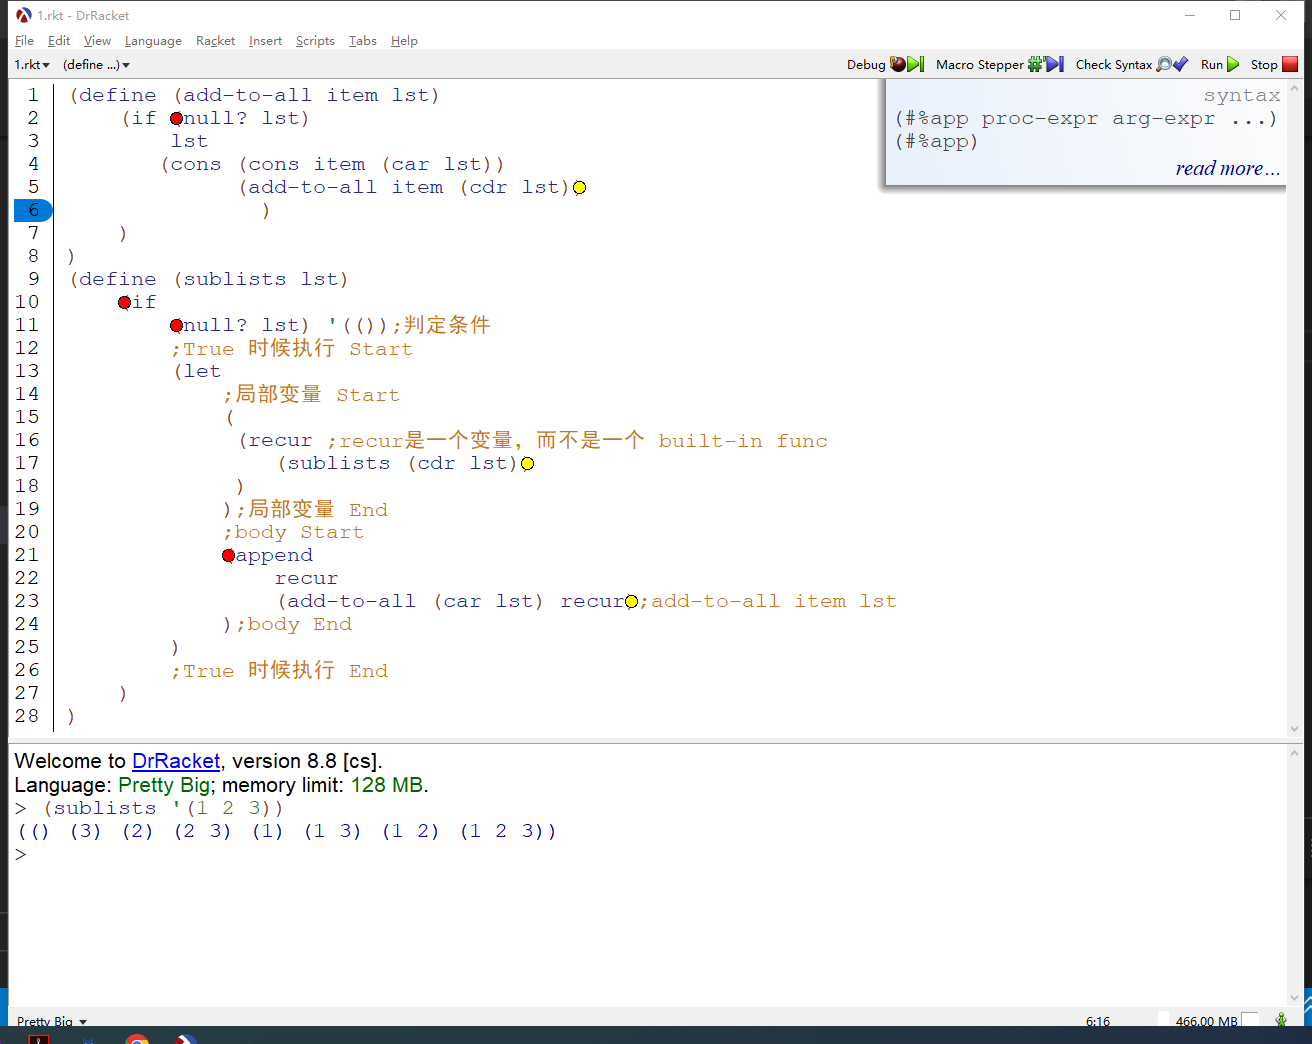 1.rkt - DrRacket
File Edit View Language Racket Insert Scripts Tabs Help
1.rkt▾ (define ...)▾ Debug Macro Stepper Check Syntax Run Stop
1 (define (add-to-all item lst)
2 (if null? lst)
3 lst
4 (cons (cons item (car lst))
5 (add-to-all item (cdr lst)
6 )
7 )
8 )
9 (define (sublists lst)
10 if
11 null? lst) '(());判定条件
12 ;True 时候执行 Start
13 (let
14 ;局部变量 Start
15 (
16 (recur ;recur是一个变量，而不是一个 built-in func
17 (sublists (cdr lst)
18 )
19 );局部变量 End
20 ;body Start
21 append
22 recur
23 (add-to-all (car lst) recur ;add-to-all item lst
24 );body End
25 )
26 ;True 时候执行 End
27 )
28 )
syntax
(#%app proc-expr arg-expr ...)
(#%app)
read more...
Welcome to DrRacket, version 8.8 [cs].
Language: Pretty Big; memory limit: 128 MB.
> (sublists '(1 2 3))
(() (3) (2) (2 3) (1) (1 3) (1 2) (1 2 3))
>
Pretty Big ▾ 6:16 466.00 MB